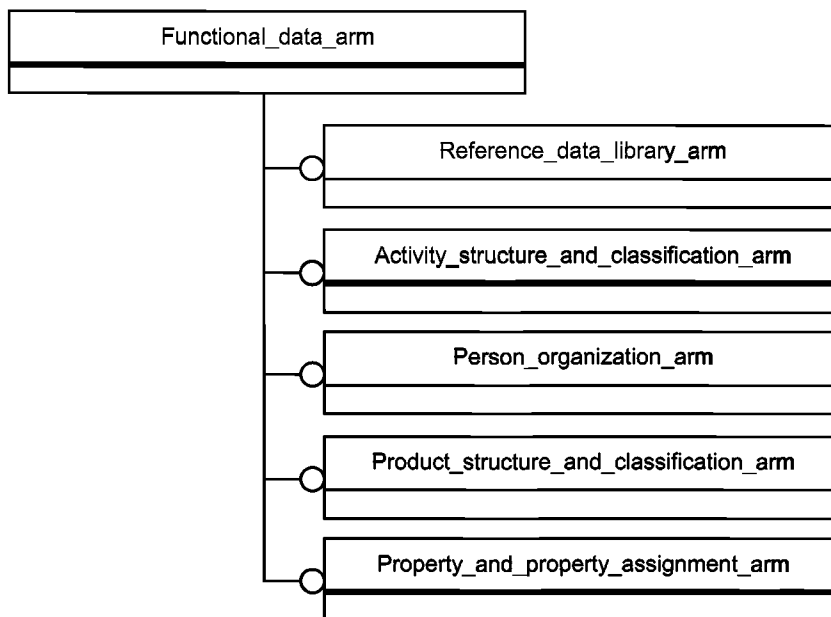 Functional_data_arm
Reference_data_library_arm
Activity_structure_and_classification_arm
Person_organization_arm
Product_structure_and_classification_arm
Property_and_property_assignment_arm